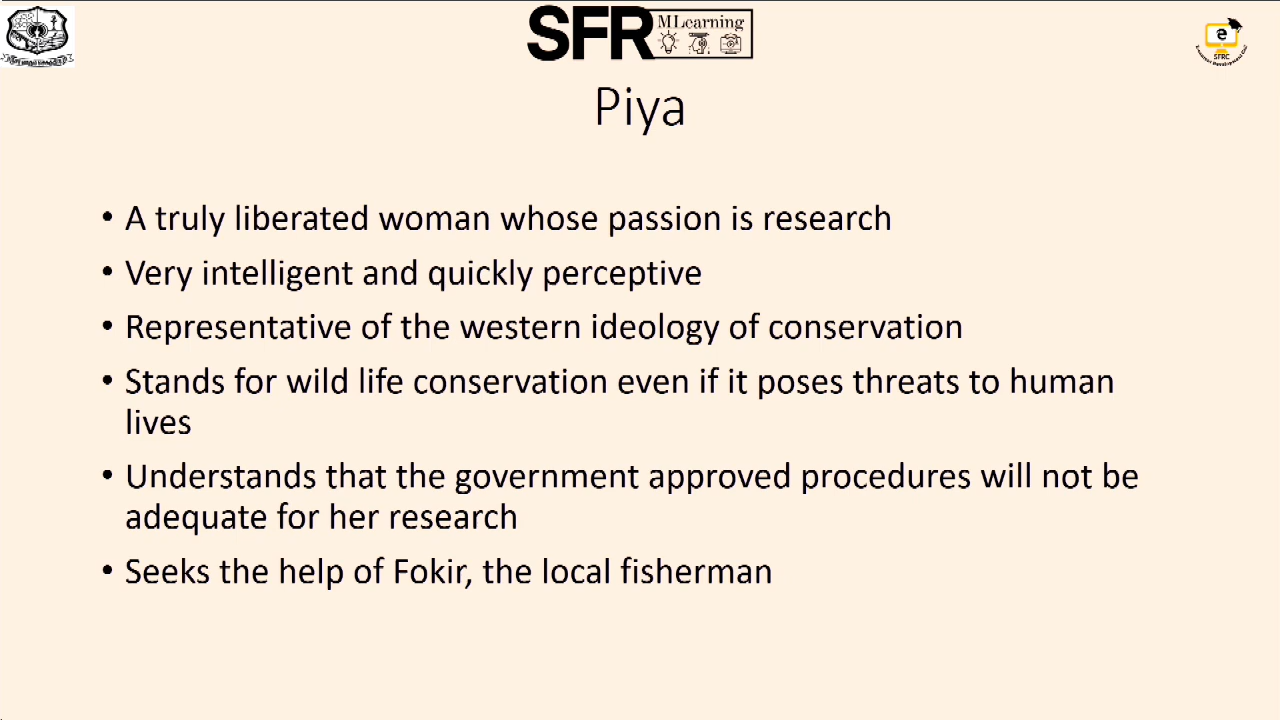 SFR MLearning
e
SFRC
Piya
• A truly liberated woman whose passion is research
• Very intelligent and quickly perceptive
• Representative of the western ideology of conservation
• Stands for wild life conservation even if it poses threats to human
lives
• Understands that the government approved procedures will not be
adequate for her research
• Seeks the help of Fokir, the local fisherman